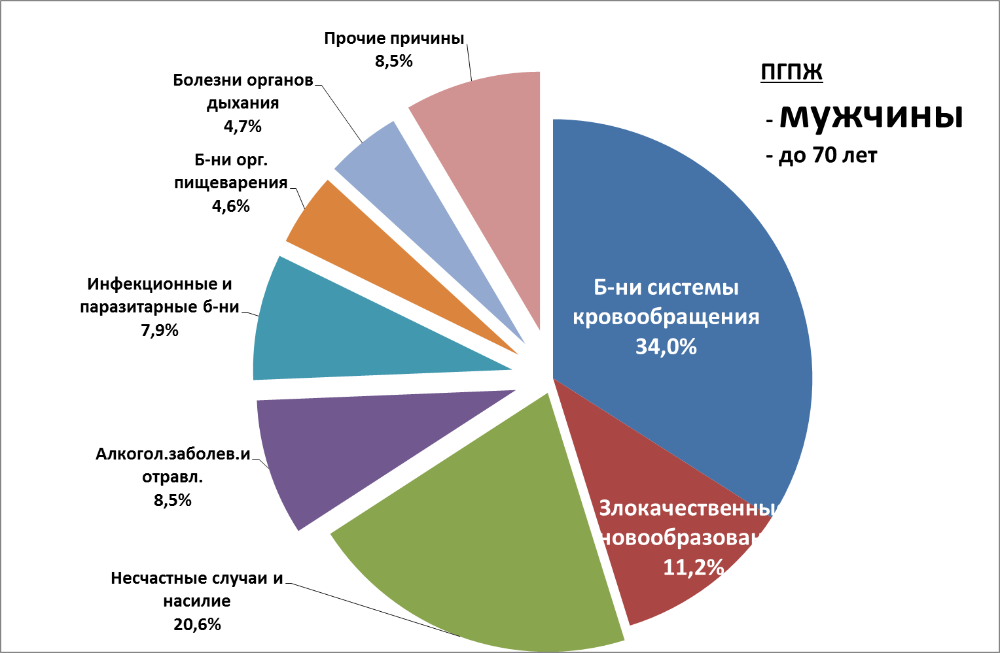 Прочие причины
8,5%
Болезни органов
дыхания
4,7%
Б-ни орг.
пищеварения
4,6%
Инфекционные и
паразитарные б-ни
7,9%
Алкогол.заболев.и
отравл.
8,5%
Несчастные случаи и
насилие
20,6%
ПГПЖ
- мужчины
- до 70 лет
Б-ни системы
кровообращения
34,0%
Злокачественные
новообразован
11,2%